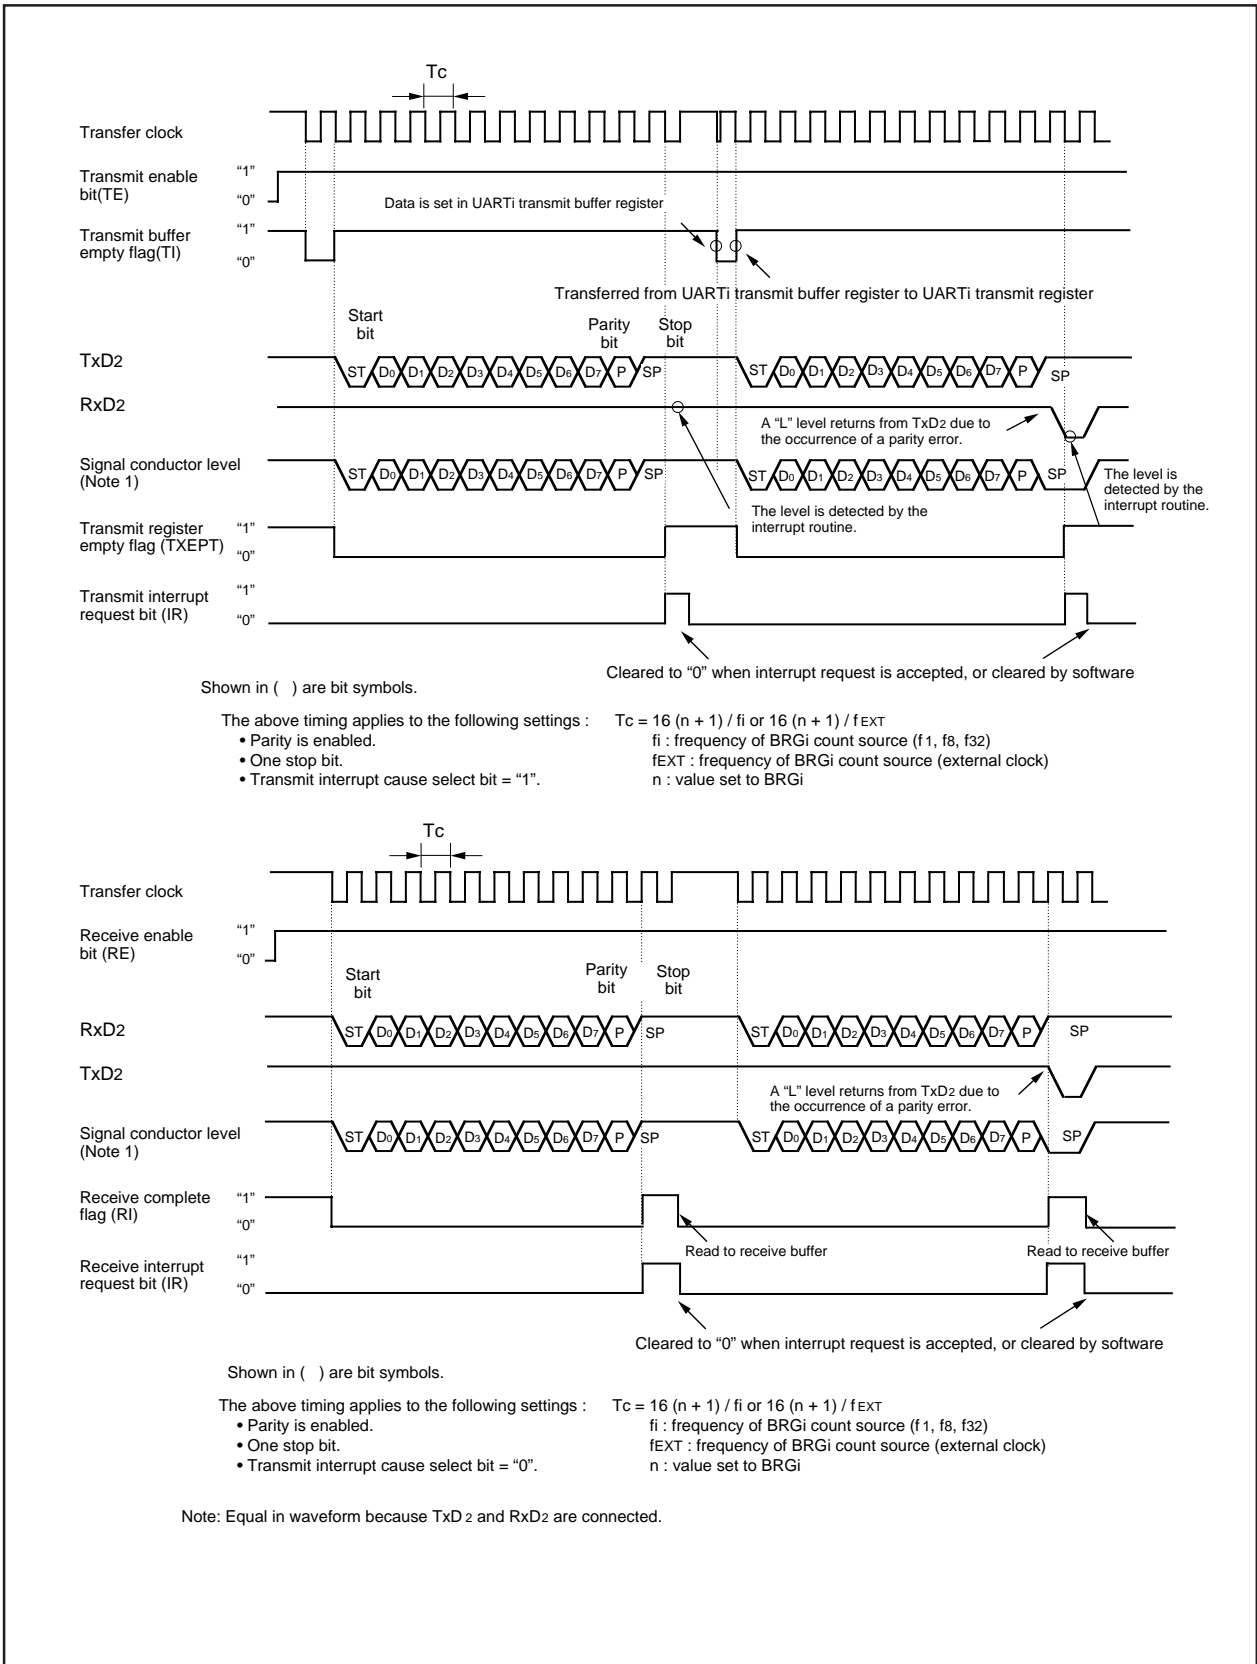 Tc
Transfer clock
Transmit enable
bit(TE)
“1”
“0”
Data is set in UARTi transmit buffer register
Transmit buffer
empty flag(TI)
“1”
“0”
Transferred from UARTi transmit buffer register to UARTi transmit register
Start
bit
Parity
bit
Stop
bit
TxD2
ST D0 D1 D2 D3 D4 D5 D6 D7 P SP
ST D0 D1 D2 D3 D4 D5 D6 D7 P SP
RxD2
A “L” level returns from TxD2 due to
the occurrence of a parity error.
Signal conductor level
(Note 1)
ST D0 D1 D2 D3 D4 D5 D6 D7 P SP
ST D0 D1 D2 D3 D4 D5 D6 D7 P SP
The level is
detected by the
interrupt routine.
The level is detected by the
interrupt routine.
Transmit register
empty flag (TXEPT)
“1”
“0”
Transmit interrupt
request bit (IR)
“1”
“0”
Cleared to “0” when interrupt request is accepted, or cleared by software
Shown in ( ) are bit symbols.
The above timing applies to the following settings :
• Parity is enabled.
• One stop bit.
• Transmit interrupt cause select bit = “1”.
Tc = 16 (n + 1) / fi or 16 (n + 1) / fEXT
fi : frequency of BRGi count source (f1, f8, f32)
fEXT : frequency of BRGi count source (external clock)
n : value set to BRGi
Tc
Transfer clock
Receive enable
bit (RE)
“1”
“0”
Start
bit
Parity
bit
Stop
bit
RxD2
ST D0 D1 D2 D3 D4 D5 D6 D7 P SP
ST D0 D1 D2 D3 D4 D5 D6 D7 P SP
TxD2
A “L” level returns from TxD2 due to
the occurrence of a parity error.
Signal conductor level
(Note 1)
ST D0 D1 D2 D3 D4 D5 D6 D7 P SP
ST D0 D1 D2 D3 D4 D5 D6 D7 P SP
Receive complete
flag (RI)
“1”
“0”
Read to receive buffer
Read to receive buffer
Receive interrupt
request bit (IR)
“1”
“0”
Cleared to “0” when interrupt request is accepted, or cleared by software
Shown in ( ) are bit symbols.
The above timing applies to the following settings :
• Parity is enabled.
• One stop bit.
• Transmit interrupt cause select bit = “0”.
Tc = 16 (n + 1) / fi or 16 (n + 1) / fEXT
fi : frequency of BRGi count source (f1, f8, f32)
fEXT : frequency of BRGi count source (external clock)
n : value set to BRGi
Note: Equal in waveform because TxD2 and RxD2 are connected.